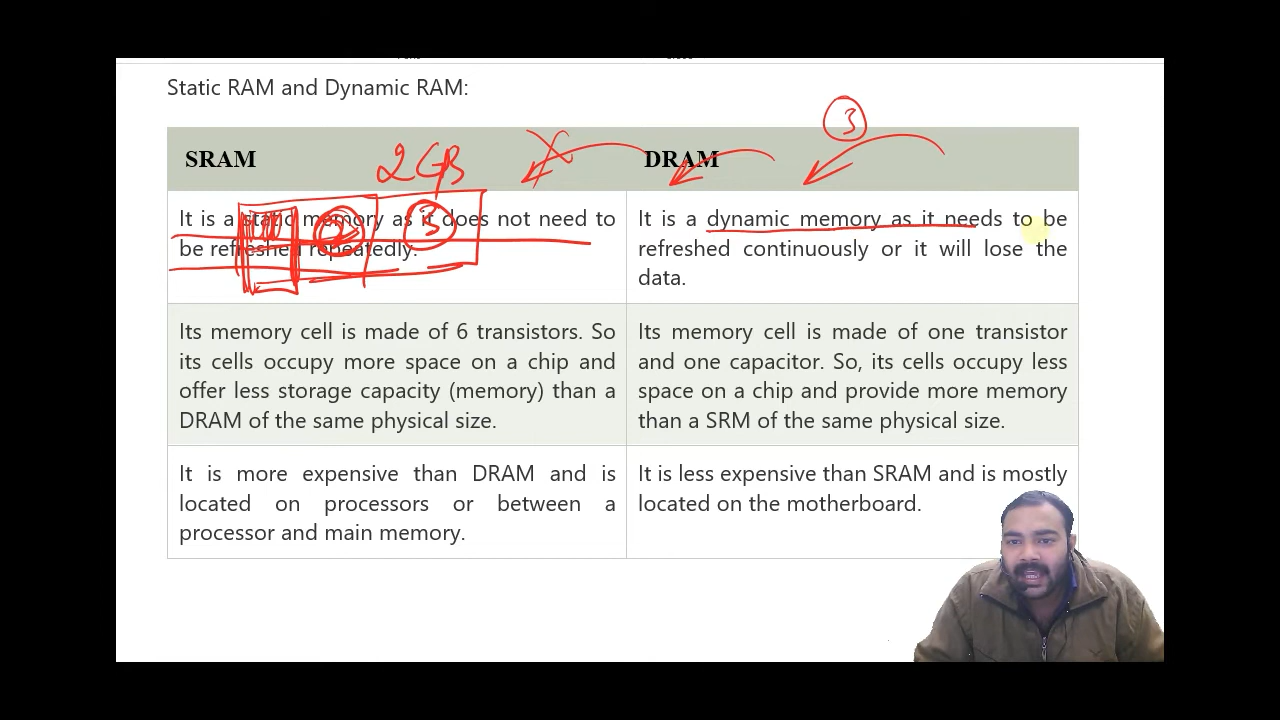 Static RAM and Dynamic RAM:
3
SRAM
2GB
DRAM
It is a static memory as it does not need to
be refreshed repeatedly.
2
3
It is a dynamic memory as it needs to be
refreshed continuously or it will lose the
data.
Its memory cell is made of 6 transistors. So
its cells occupy more space on a chip and
offer less storage capacity (memory) than a
DRAM of the same physical size.
Its memory cell is made of one transistor
and one capacitor. So, its cells occupy less
space on a chip and provide more memory
than a SRM of the same physical size.
It is more expensive than DRAM and is
located on processors or between a
processor and main memory.
It is less expensive than SRAM and is mostly
located on the motherboard.